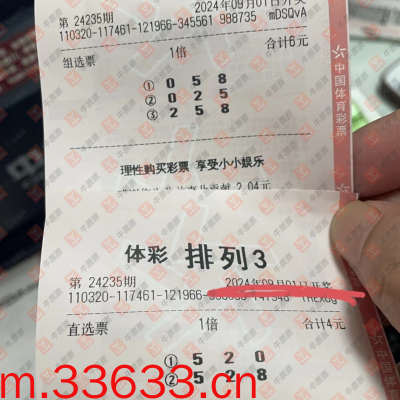 2024年09月01日开奖
第 24235期
110320-117461-121966-345561 988735 mDSQvA
组选票 1倍 合计6元
① 0 5 8
② 0 2 5
③ 2 5 8
理性购买彩票 享受小小娱乐
2.04元
中国体育彩票
体彩 排列3
第 24235期 2024年09月01日开奖
110320-117461-121966-
直选票 1倍 合计4元
① 5 2 0
② 5 2 8
m.33633.cn